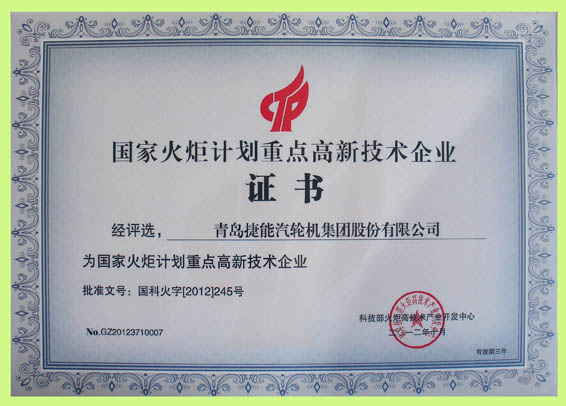 国家火炬计划重点高新技术企业
证书
经评选， 青岛捷能汽轮机集团股份有限公司
为国家火炬计划重点高新技术企业
批准文号：国科火字[2012]245号
科技部火炬高技术产业开发中心
二〇一二年十月
No.GZ20123710007
有效期三年